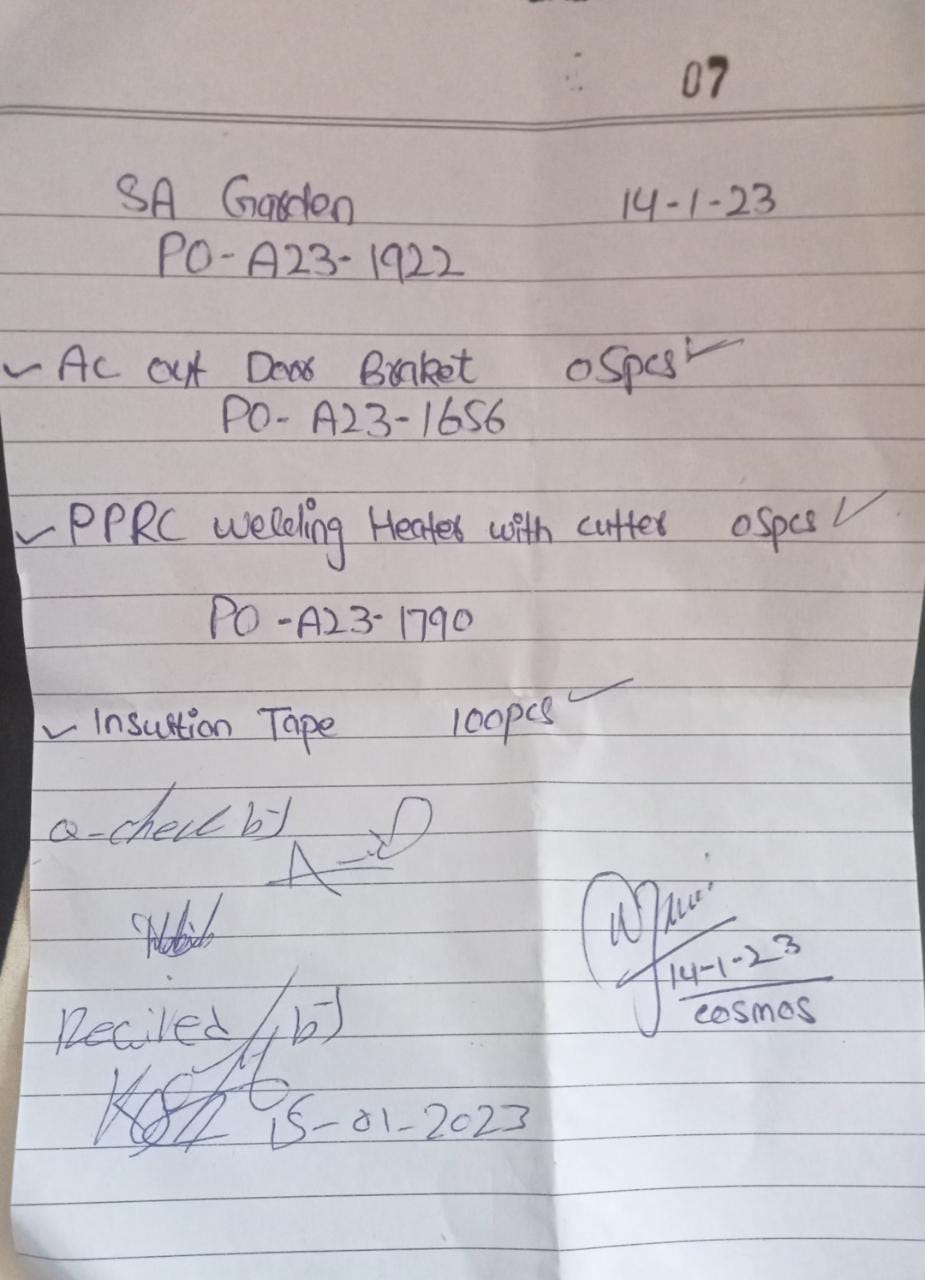 07
SA Garden 14-1-23
PO-A23-1922
Ac out Door Braket 05pcs
PO-A23-1656
PPRC welding Heater with cutter 05pcs
PO-A23-1790
Insustion Tape 100pcs
Q-check by
14-1-23
cosmos
Recived by
15-01-2023